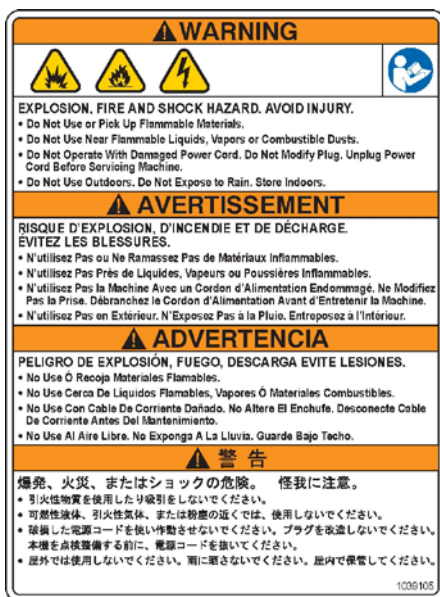 WARNING
EXPLOSION, FIRE AND SHOCK HAZARD. AVOID INJURY.
• Do Not Use or Pick Up Flammable Materials.
• Do Not Use Near Flammable Liquids, Vapors or Combustible Dusts.
• Do Not Operate With Damaged Power Cord. Do Not Modify Plug. Unplug Power
Cord Before Servicing Machine.
• Do Not Use Outdoors. Do Not Expose to Rain. Store Indoors.
AVERTISSEMENT
RISQUE D'EXPLOSION, D'INCENDIE ET DE DÉCHARGE.
ÉVITEZ LES BLESSURES.
• N'utilisez Pas ou Ne Ramassez Pas de Matériaux Inflammables.
• N'utilisez Pas Près de Liquides, Vapeurs ou Poussières Inflammables.
• N'utilisez Pas la Machine Avec un Cordon d'Alimentation Endommagé. Ne Modifiez
Pas la Prise. Débranchez le Cordon d'Alimentation Avant d'Entretenir la Machine.
• N'utilisez Pas en Extérieur. N'Exposez Pas à la Pluie. Entreposez à l'Intérieur.
ADVERTENCIA
PELIGRO DE EXPLOSIÓN, FUEGO, DESCARGA EVITE LESIONES.
• No Use Ó Recoja Materiales Flamables.
• No Use Cerca De Liquidos Flamables, Vapores Ó Materiales Combustibles.
• No Use Con Cable De Corriente Dañado. No Altere El Enchufe. Desconecte Cable
De Corriente Antes Del Mantenimiento.
• No Use Al Aire Libre. No Exponga A La Lluvia. Guarde Bajo Techo.
警告
爆発、火災、またはショックの危険。 怪我に注意。
• 引火性物質を使用したり吸引をしないでください。
• 可燃性液体、引火性気体、または粉塵の近くでは、使用しないでください。
• 破損した電源コードを使い作動させないでください。プラグを改造しないでください。
本機を点検整備する前に、電源コードを抜いてください。
• 屋外では使用しないでください。雨に晒さないでください。屋内で保管してください。
1039105